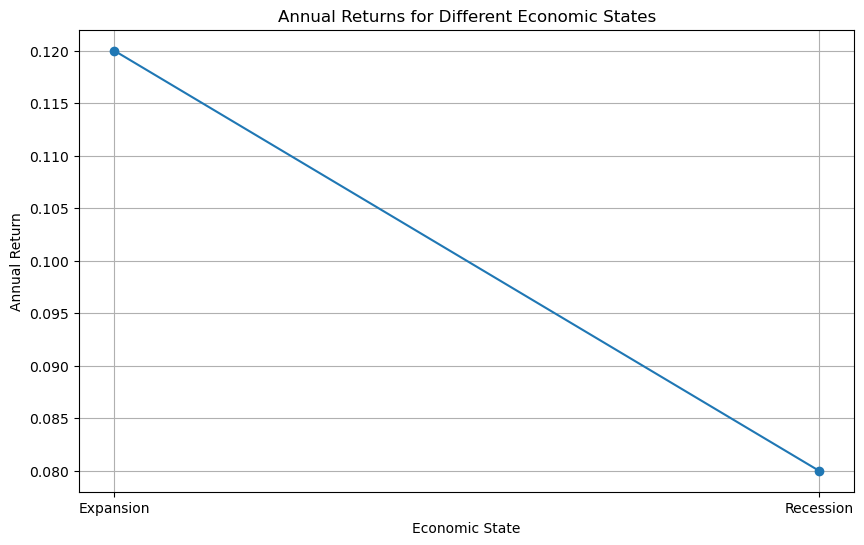 Annual Returns for Different Economic States
0.120
0.115
0.110
0.105
0.100
0.095
0.090
0.085
0.080
Annual Return
Expansion
Recession
Economic State